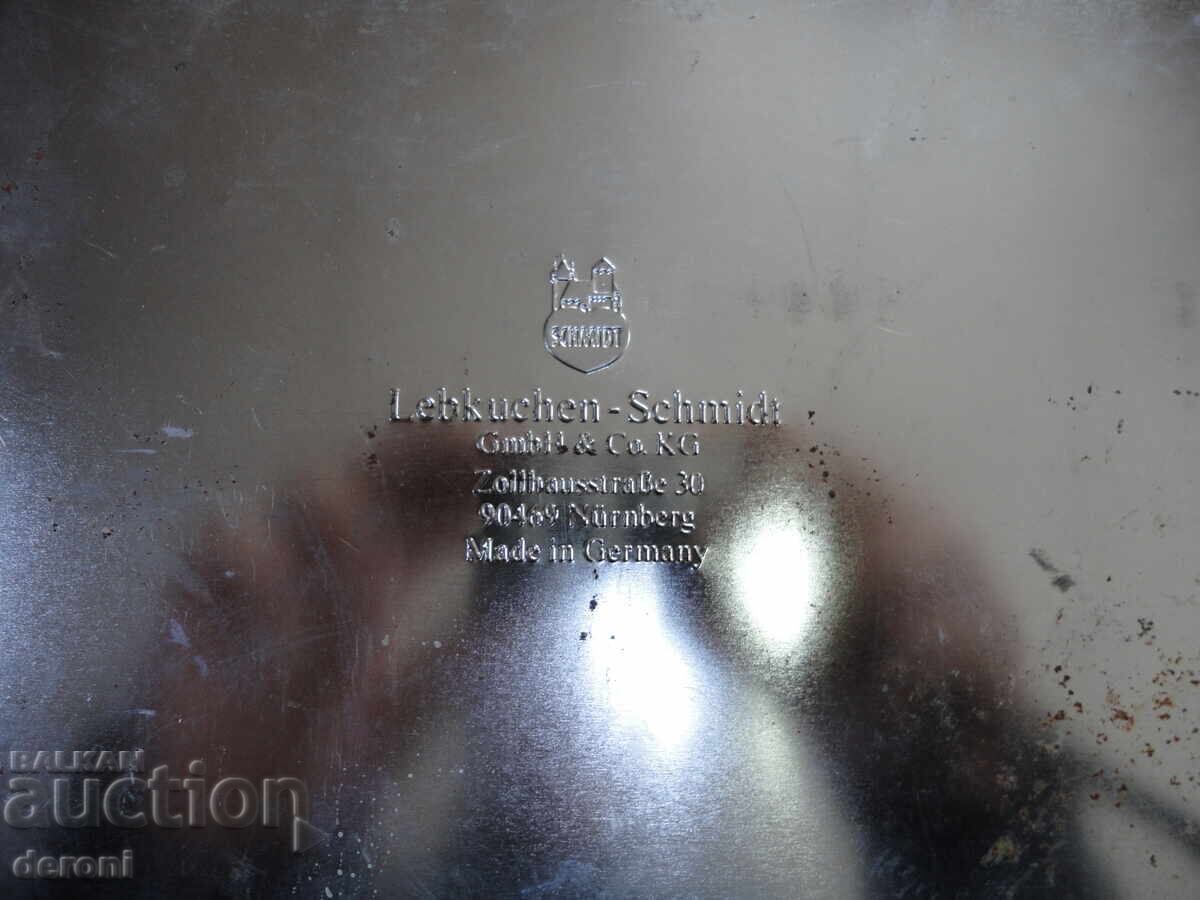 SCHMIDT
Lebkuchen-Schmidt
GmbH & Co. KG
Zollhausstraße 30
90469 Nürnberg
Made in Germany
BALKAN
auction
deroni